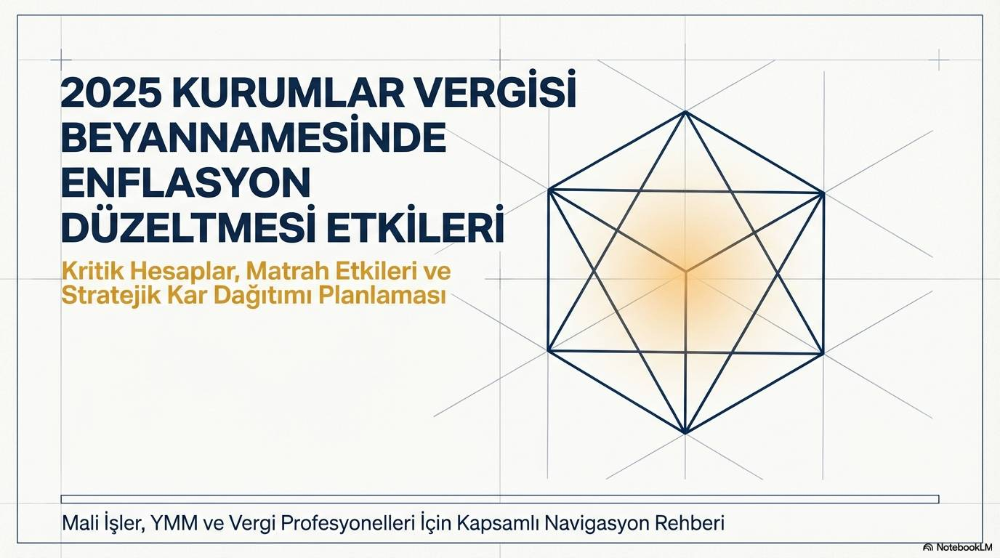 2025 KURUMLAR VERGİSİ
BEYANNAMESİNDE
ENFLASYON
DÜZELTMESİ ETKİLERİ
Kritik Hesaplar, Matrah Etkileri ve
Stratejik Kar Dağıtımı Planlaması
Mali İşler, YMM ve Vergi Profesyonelleri İçin Kapsamlı Navigasyon Rehberi
NotebookLM